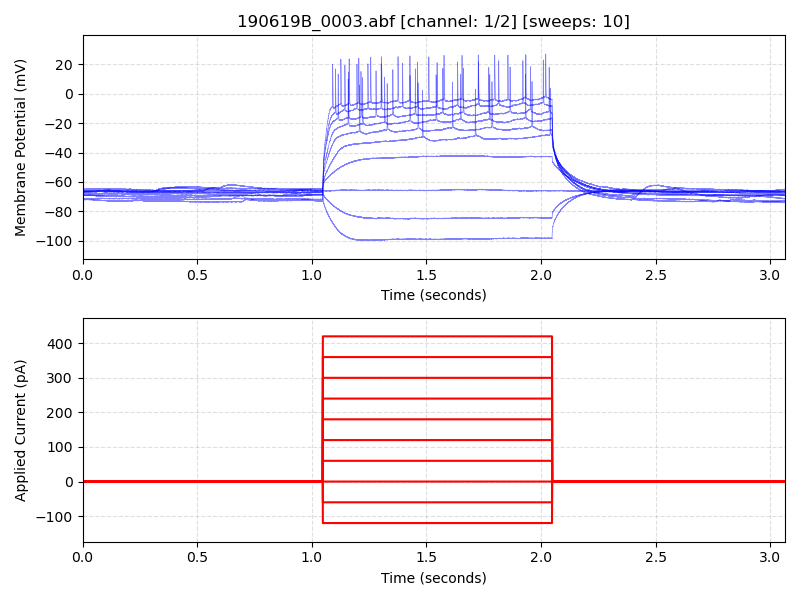 190619B_0003.abf [channel: 1/2] [sweeps: 10]
Membrane Potential (mV)
20
0
−20
−40
−60
−80
−100
0.0 0.5 1.0 1.5 2.0 2.5 3.0
Time (seconds)
Applied Current (pA)
400
300
200
100
0
−100
0.0 0.5 1.0 1.5 2.0 2.5 3.0
Time (seconds)